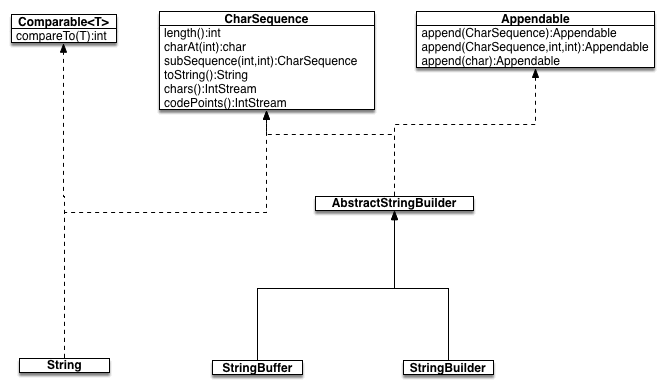 Comparable<T>
compareTo(T):int
CharSequence
length():int
charAt(int):char
subSequence(int,int):CharSequence
toString():String
chars():IntStream
codePoints():IntStream
Appendable
append(CharSequence):Appendable
append(CharSequence,int,int):Appendable
append(char):Appendable
AbstractStringBuilder
String
StringBuffer
StringBuilder